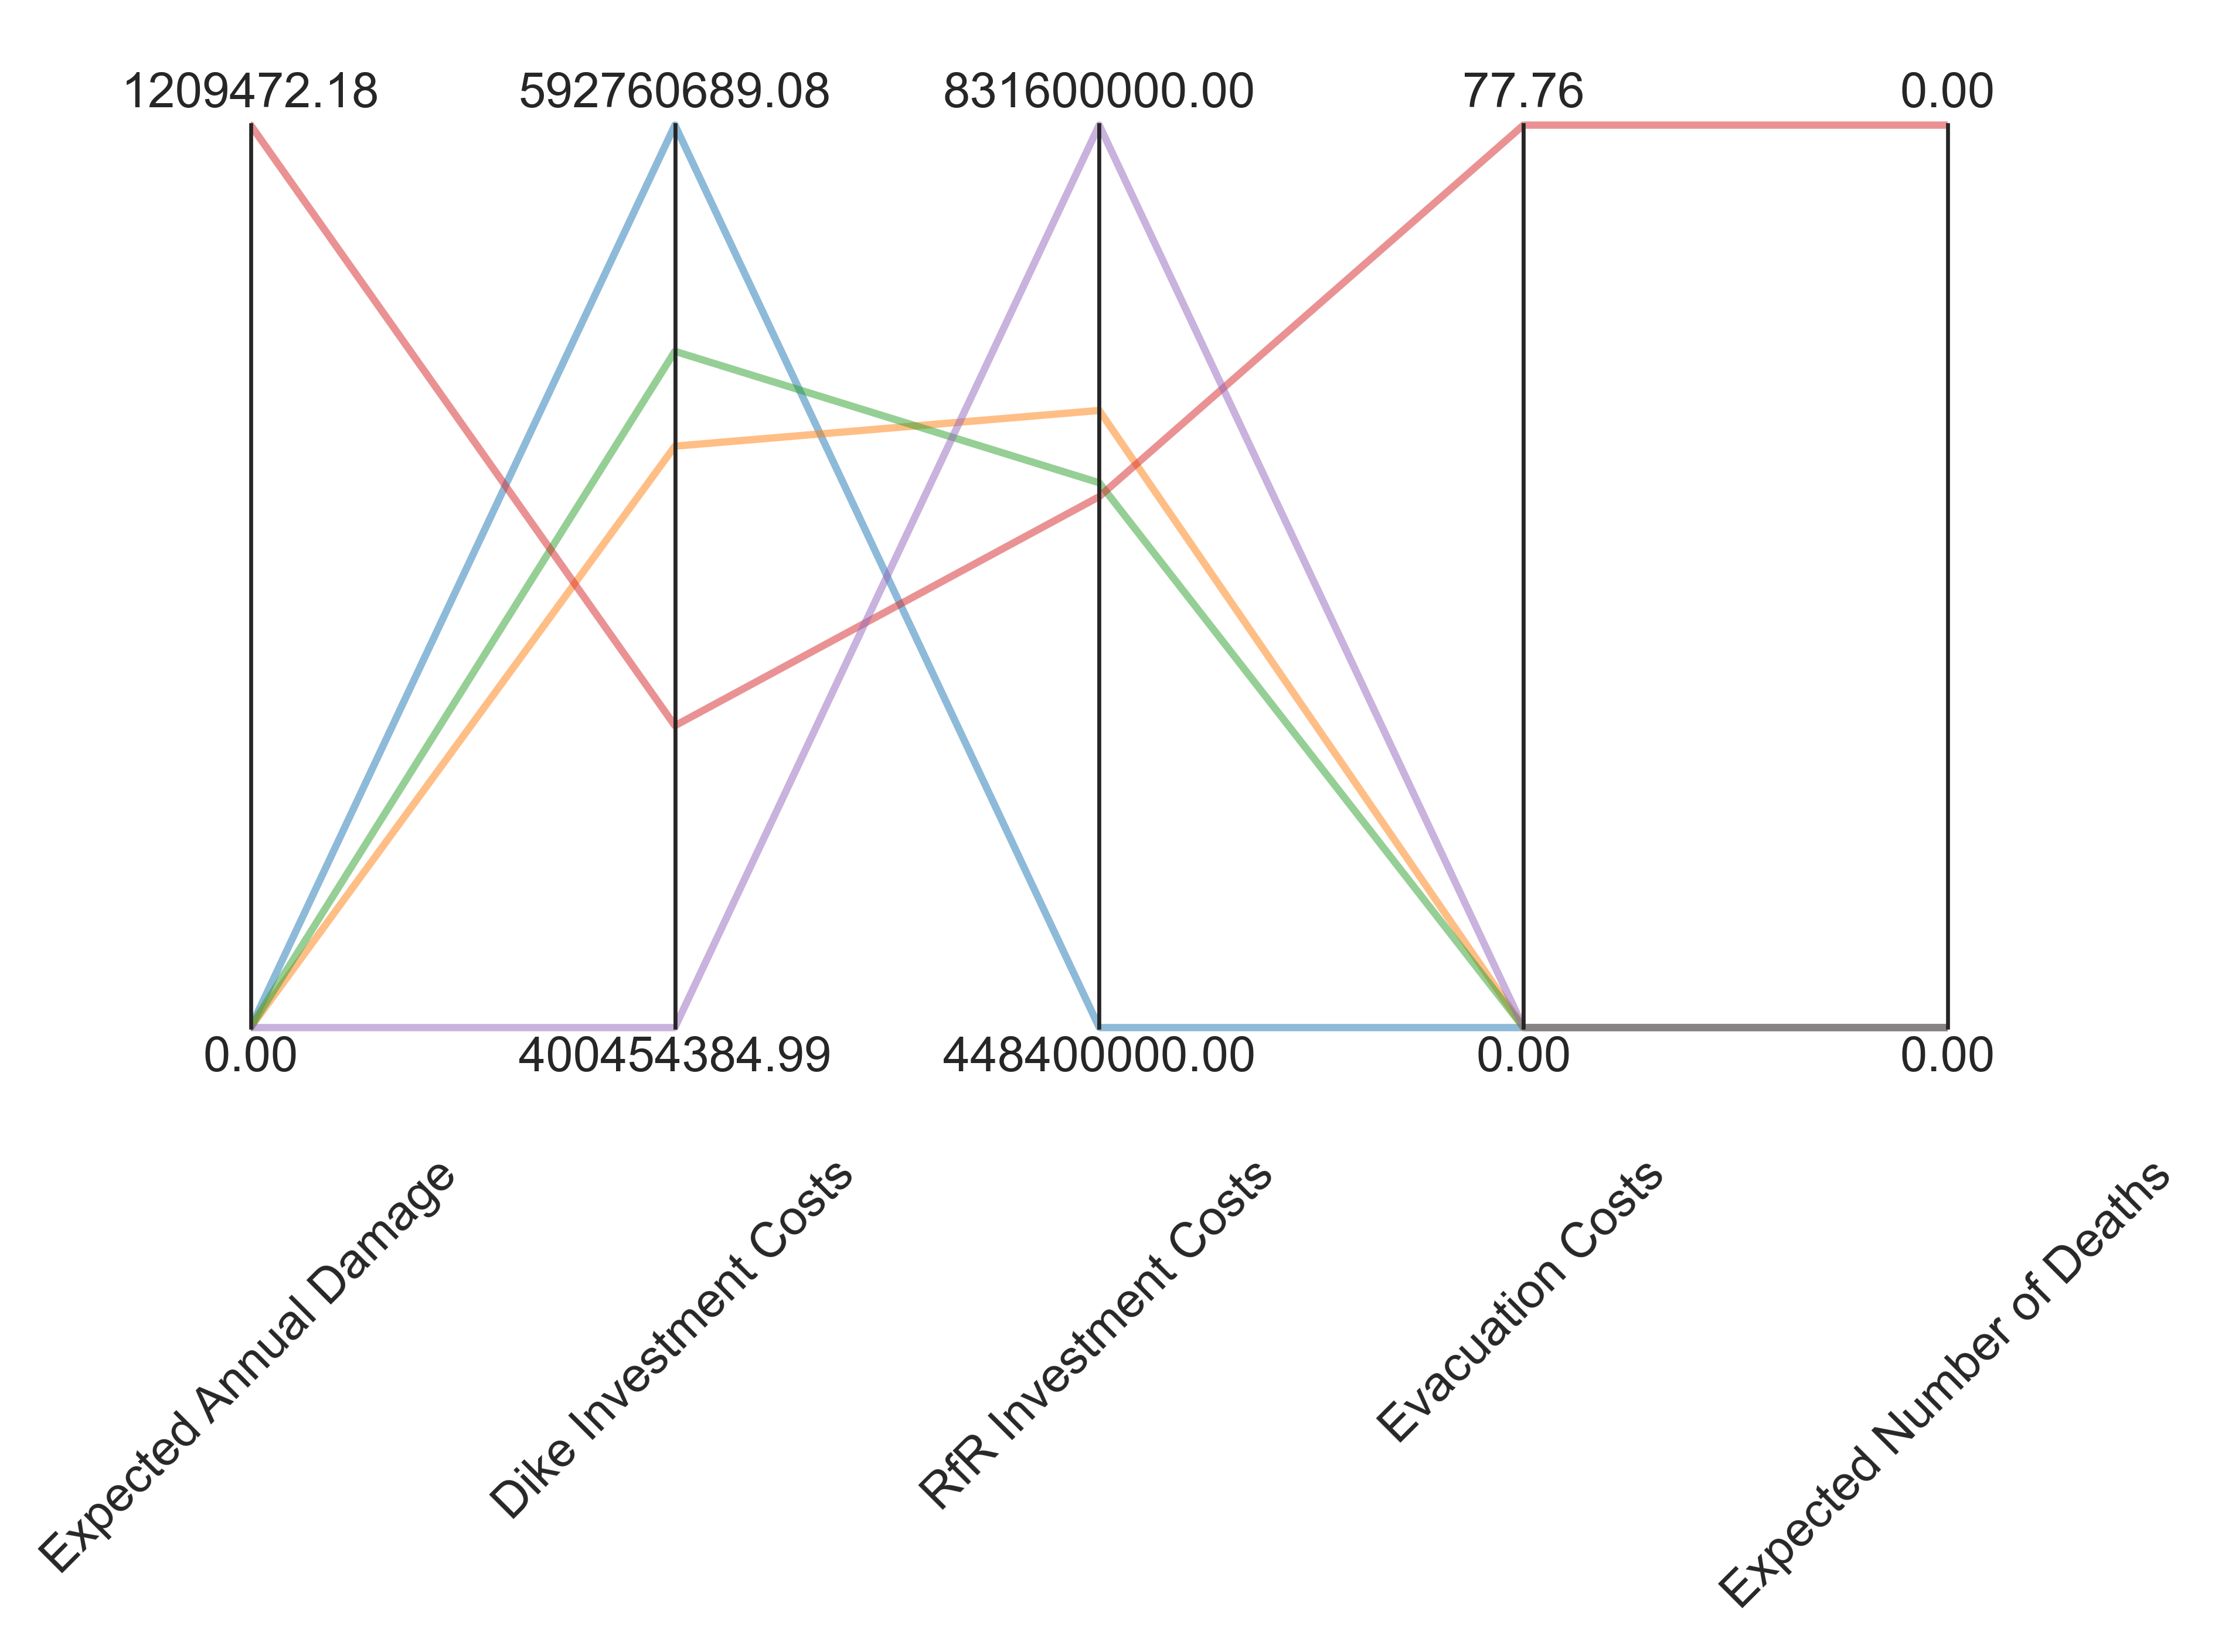 1209472.18
592760689.08
831600000.00
77.76
0.00
0.00
400454384.99
448400000.00
0.00
0.00
Expected Annual Damage
Dike Investment Costs
RfR Investment Costs
Evacuation Costs
Expected Number of Deaths